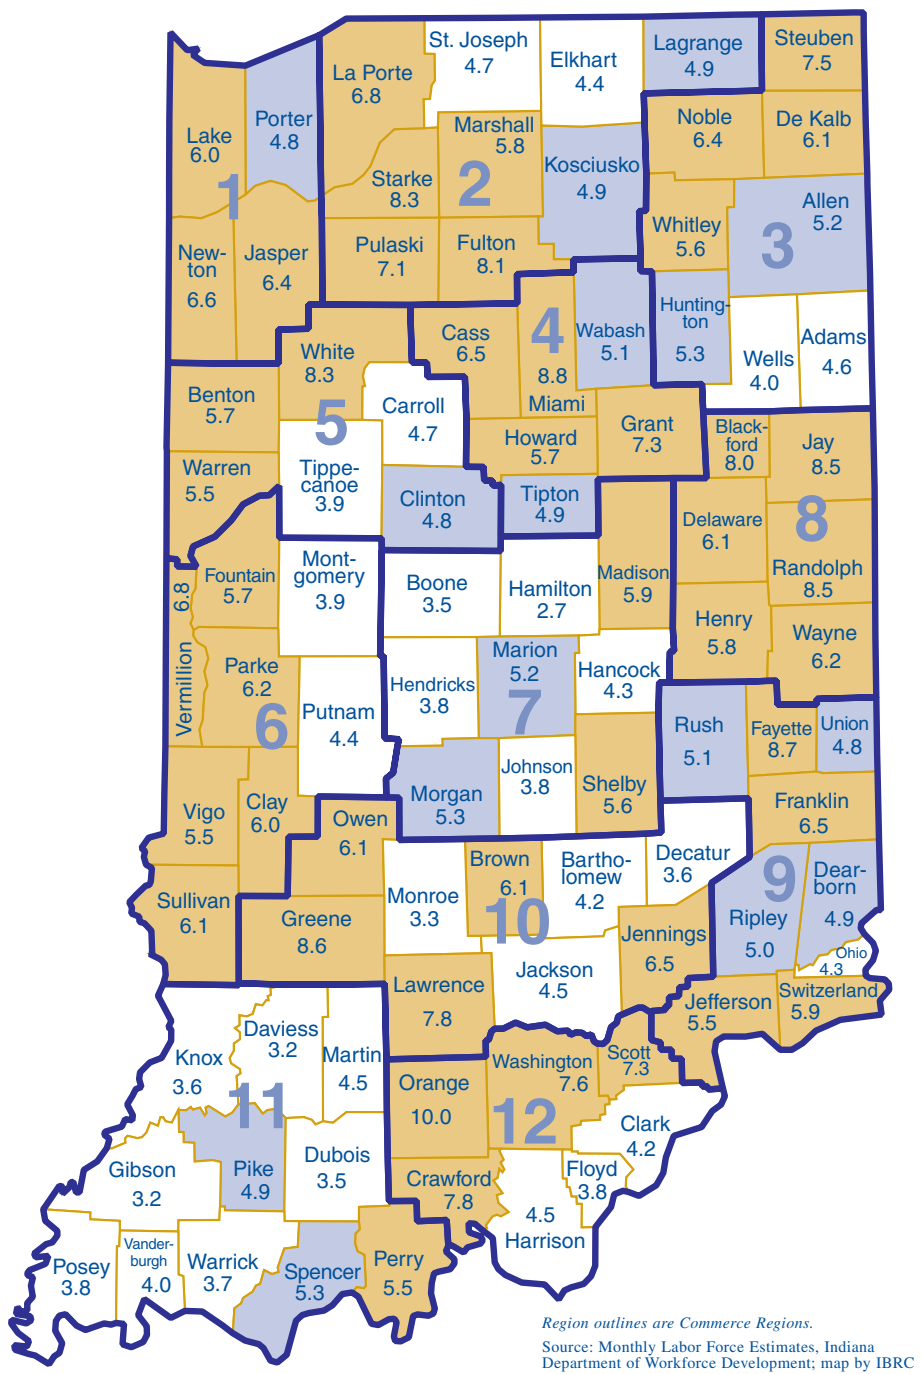 St. Joseph
4.7
Elkhart
4.4
Lagrange
4.9
Steuben
7.5
La Porte
6.8
Porter
4.8
Lake
6.0
1
Marshall
5.8
2
Starke
8.3
Kosciusko
4.9
Noble
6.4
De Kalb
6.1
Allen
5.2
3
Whitley
5.6
New-
ton
6.6
Jasper
6.4
Pulaski
7.1
Fulton
8.1
Hunting-
ton
5.3
Wells
4.0
Adams
4.6
White
8.3
Cass
6.5
4
8.8
Miami
Wabash
5.1
Benton
5.7
5
Carroll
4.7
Howard
5.7
Grant
7.3
Black-
ford
8.0
Jay
8.5
Warren
5.5
Tippe-
canoe
3.9
Clinton
4.8
Tipton
4.9
Delaware
6.1
8
Randolph
8.5
Fountain
5.7
Mont-
gomery
3.9
Boone
3.5
Hamilton
2.7
Madison
5.9
Henry
5.8
Wayne
6.2
Vermillion 6.8
Parke
6.2
6
Putnam
4.4
Hendricks
3.8
Marion
5.2
7
Hancock
4.3
Rush
5.1
Fayette
8.7
Union
4.8
Vigo
5.5
Clay
6.0
Owen
6.1
Morgan
5.3
Johnson
3.8
Shelby
5.6
Franklin
6.5
Sullivan
6.1
Greene
8.6
Monroe
3.3
Brown
6.1
10
Bartho-
lomew
4.2
Decatur
3.6
9
Ripley
5.0
Dear-
born
4.9
Ohio
4.3
Jennings
6.5
Lawrence
7.8
Jackson
4.5
Jefferson
5.5
Switzerland
5.9
Knox
3.6
Daviess
3.2
Martin
4.5
11
Orange
10.0
Washington
7.6
12
Scott
7.3
Clark
4.2
Gibson
3.2
Pike
4.9
Dubois
3.5
Crawford
7.8
Floyd
3.8
4.5
Harrison
Posey
3.8
Vander-
burgh
4.0
Warrick
3.7
Spencer
5.3
Perry
5.5
Region outlines are Commerce Regions.
Source: Monthly Labor Force Estimates, Indiana
Department of Workforce Development; map by IBRC